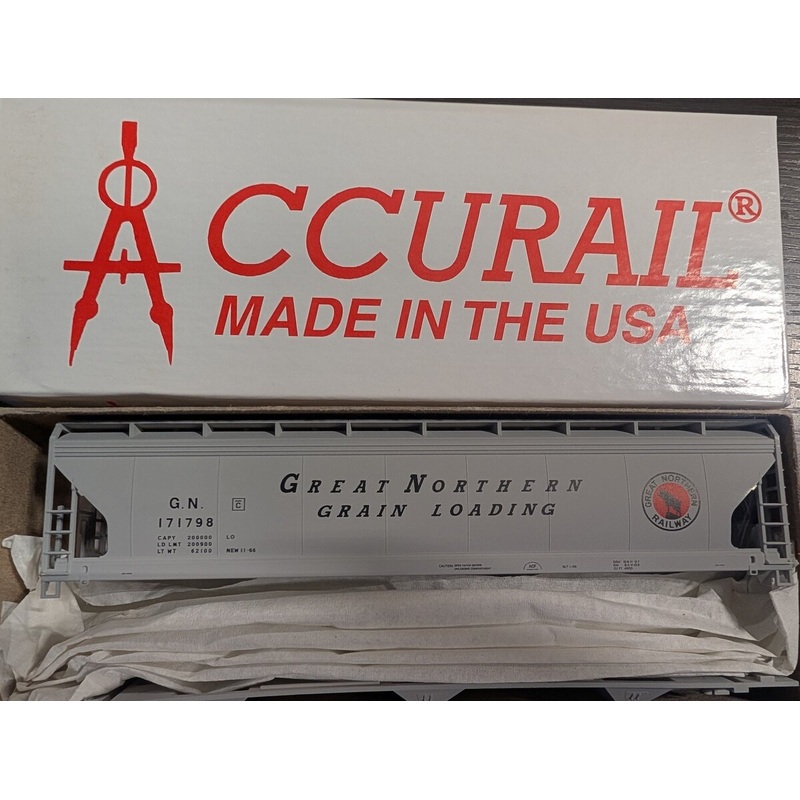 ACCURAIL®
MADE IN THE USA
GREAT NORTHERN
GRAIN LOADING
G.N.
171798
CAPY 200000 LO
LD LMT 200900
LT WT 62100 NEW 11-66
C
GREAT NORTHERN
RAILWAY